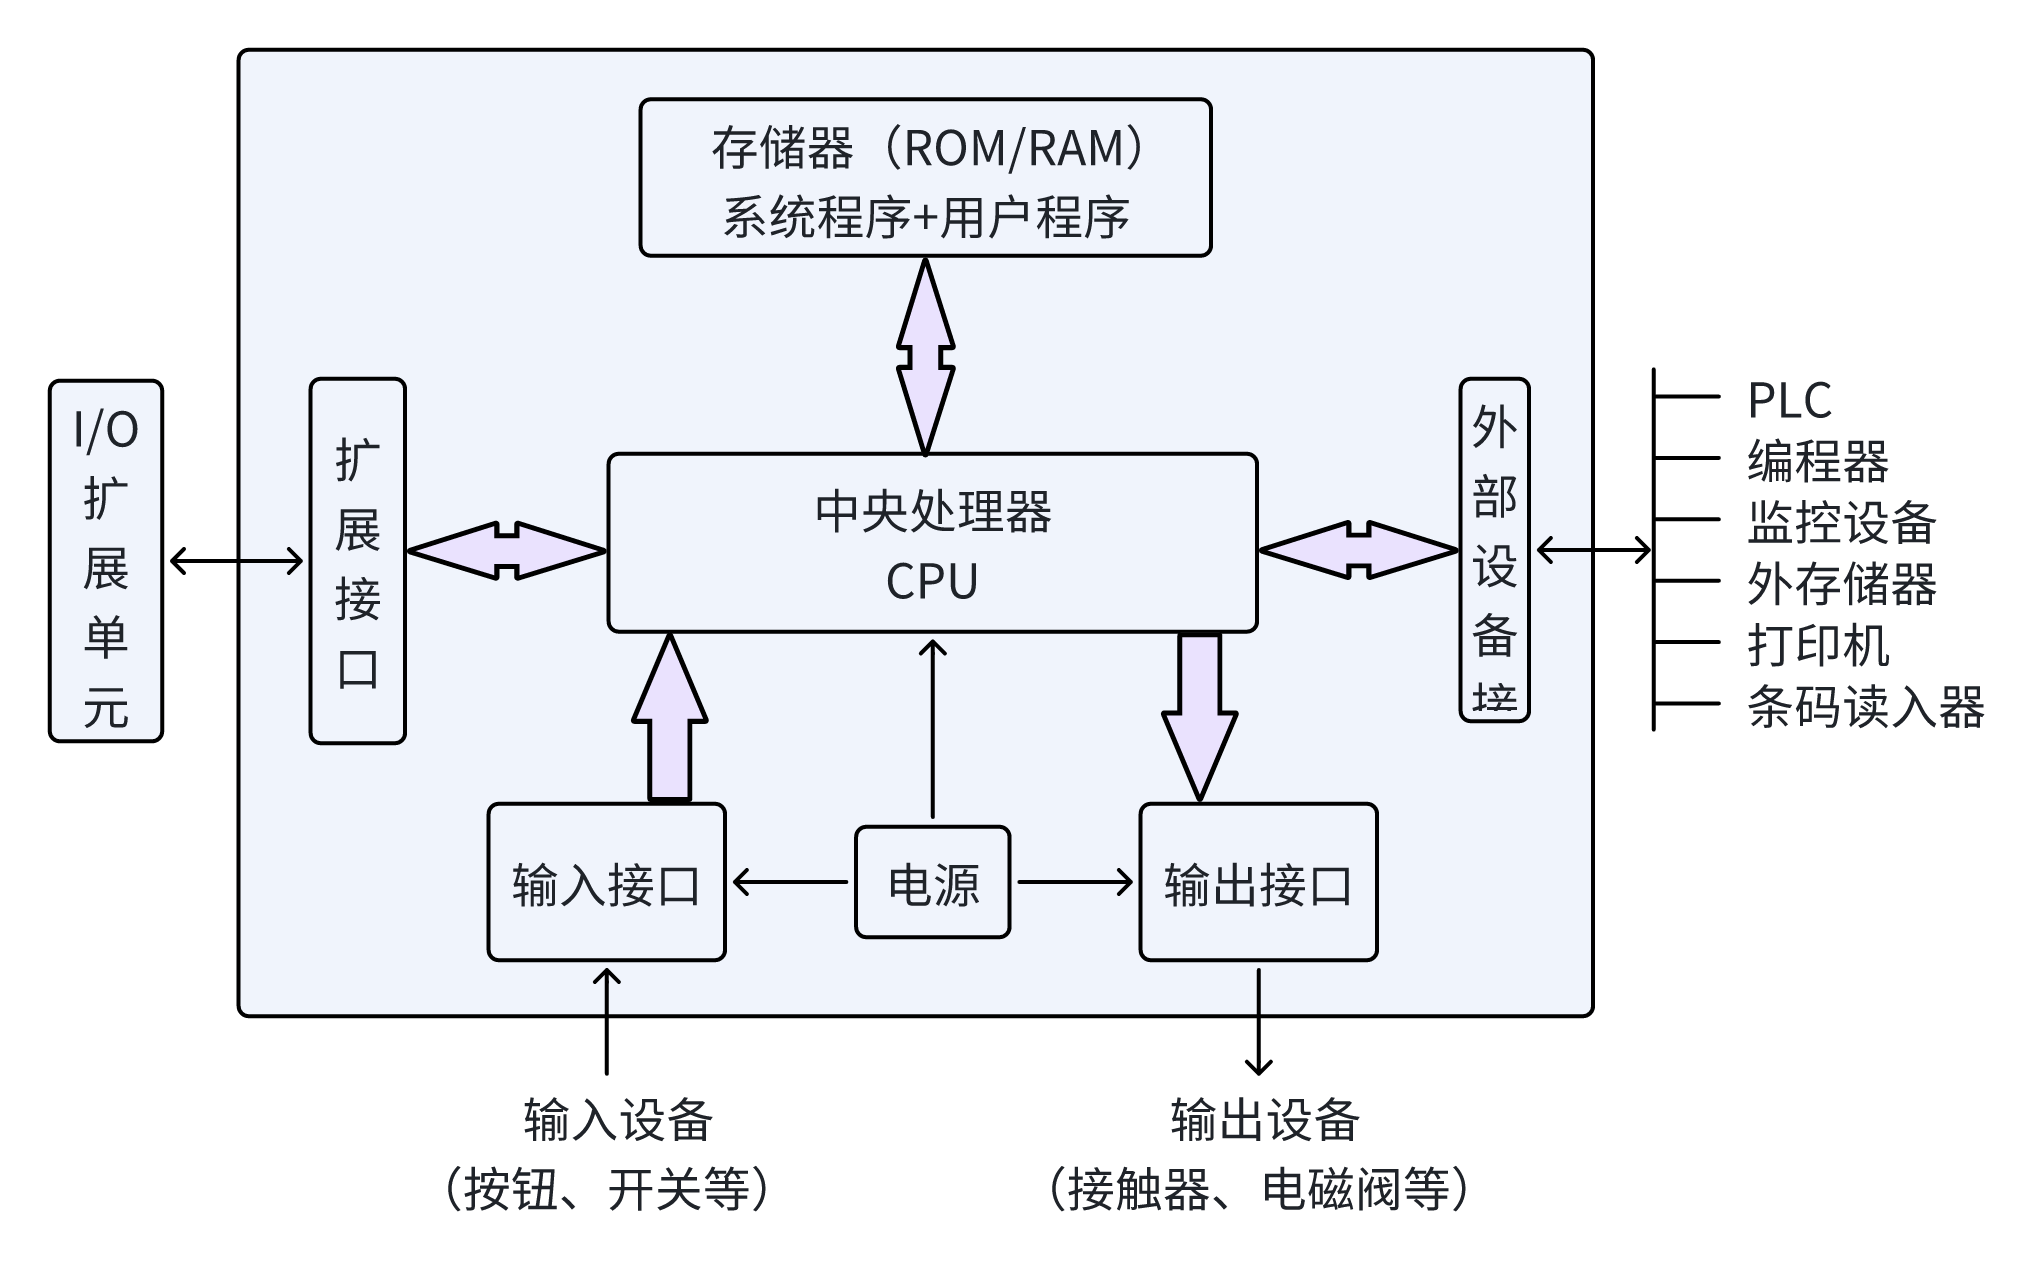 存储器（ROM/RAM）
系统程序+用户程序
I/O
扩
展
单
元
扩
展
接
口
中央处理器
CPU
外
部
设
备
接
PLC
编程器
监控设备
外存储器
打印机
条码读入器
输入接口
电源
输出接口
输入设备
（按钮、开关等）
输出设备
（接触器、电磁阀等）